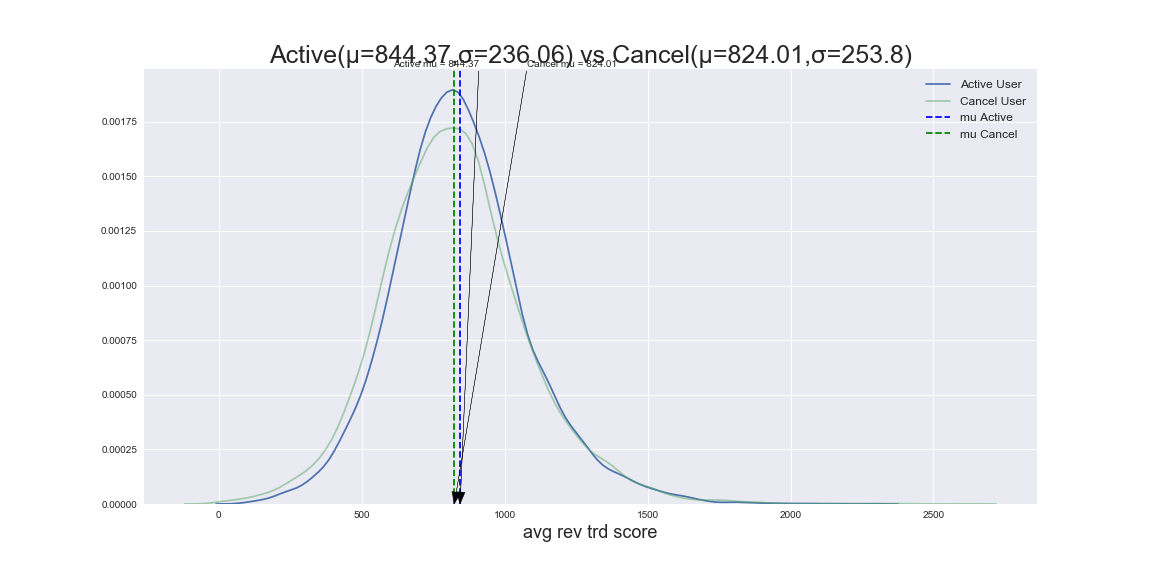 Active(μ=844.37,σ=236.06) vs Cancel(μ=824.01,σ=253.8)
Active mu = 844.37
Cancel mu = 824.01
Active User
Cancel User
mu Active
mu Cancel
0.00175
0.00150
0.00125
0.00100
0.00075
0.00050
0.00025
0.00000
0 500 1000 1500 2000 2500
avg rev trd score